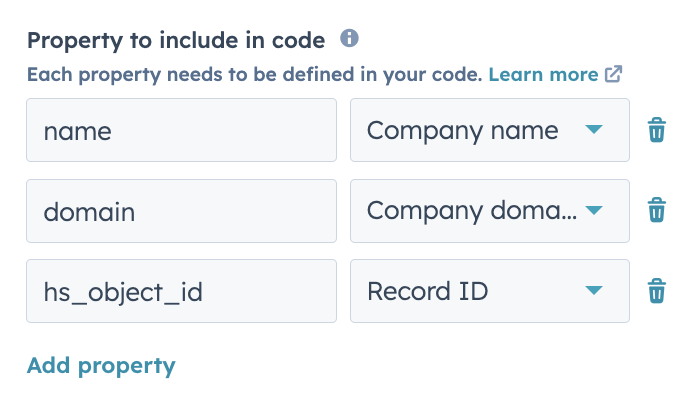 Property to include in code
Each property needs to be defined in your code. Learn more
name Company name
domain Company doma...
hs_object_id Record ID
Add property